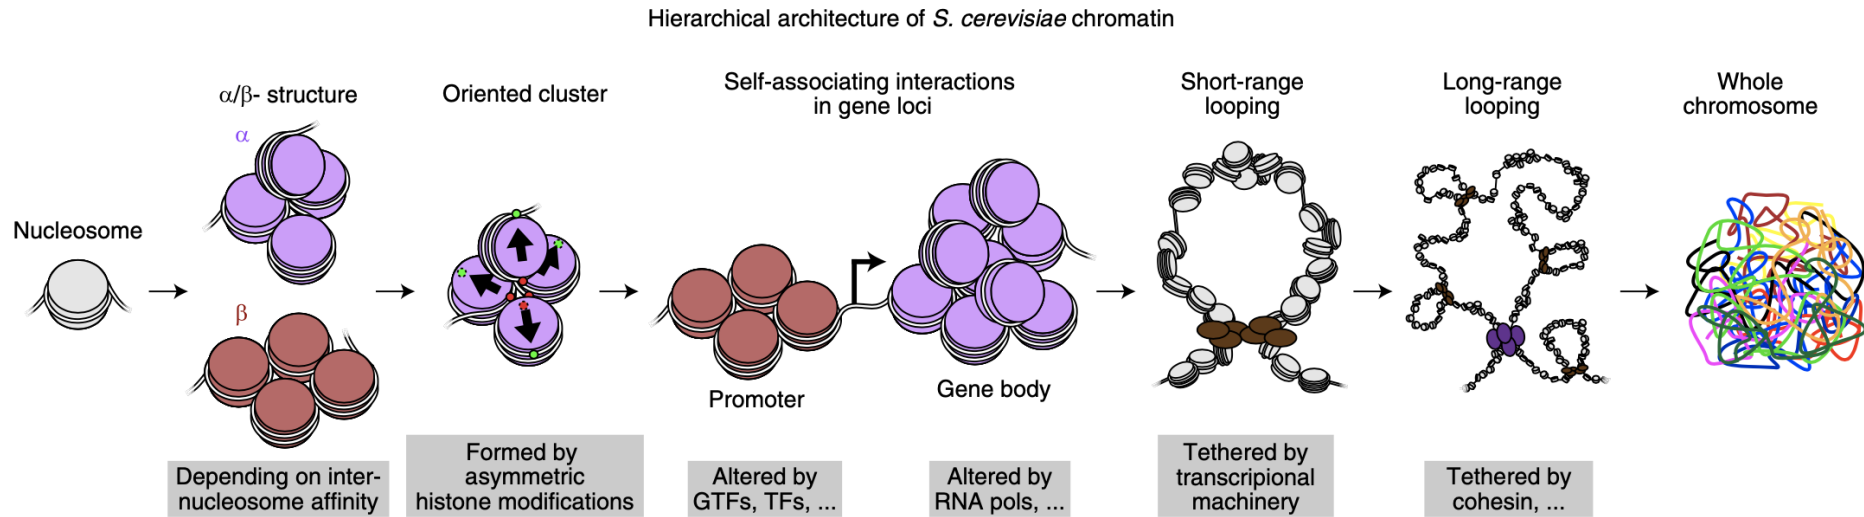 Hierarchical architecture of S. cerevisiae chromatin
Nucleosome
α/β- structure
α
β
Depending on inter-
nucleosome affinity
Oriented cluster
Formed by
asymmetric
histone modifications
Self-associating interactions
in gene loci
Promoter
Altered by
GTFs, TFs, ...
Gene body
Altered by
RNA pols, ...
Short-range
looping
Tethered by
transcripional
machinery
Long-range
looping
Tethered by
cohesin, ...
Whole
chromosome